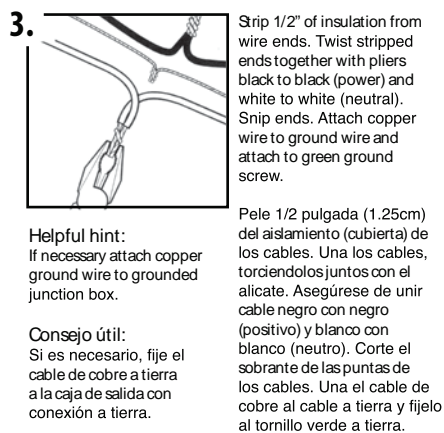 3.
Strip 1/2” of insulation from
wire ends. Twist stripped
ends together with pliers
black to black (power) and
white to white (neutral).
Snip ends. Attach copper
wire to ground wire and
attach to green ground
screw.
Pele 1/2 pulgada (1.25cm)
del aislamiento (cubierta) de
los cables. Una los cables,
torciendolos juntos con el
alicate. Asegúrese de unir
cable negro con negro
(positivo) y blanco con
blanco (neutro). Corte el
sobrante de las puntas de
los cables. Una el cable de
cobre al cable a tierra y fijelo
al tornillo verde a tierra.
Helpful hint:
If necessary attach copper
ground wire to grounded
junction box.
Consejo útil:
Si es necesario, fije el
cable de cobre a tierra
a la caja de salida con
conexión a tierra.